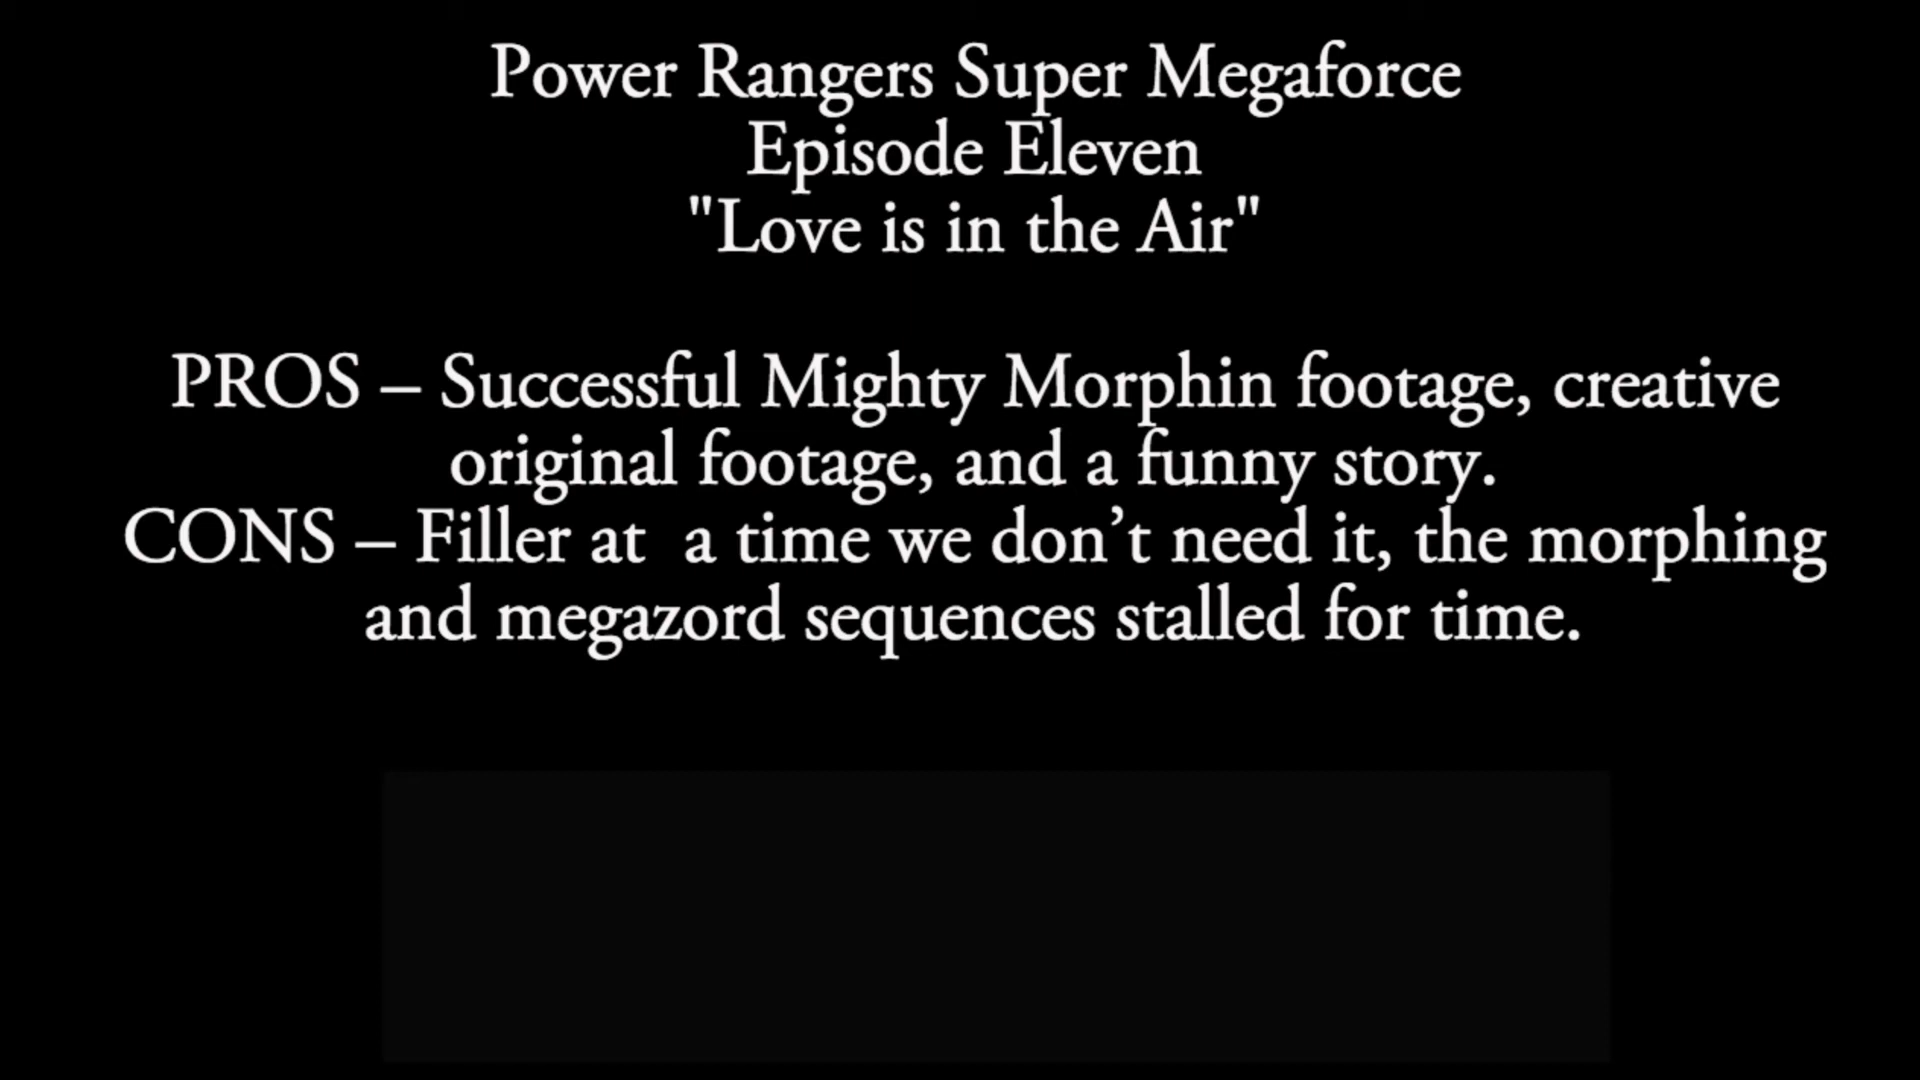 Power Rangers Super Megaforce
Episode Eleven
"Love is in the Air"
PROS – Successful Mighty Morphin footage, creative
original footage, and a funny story.
CONS – Filler at  a time we don’t need it, the morphing
and megazord sequences stalled for time.